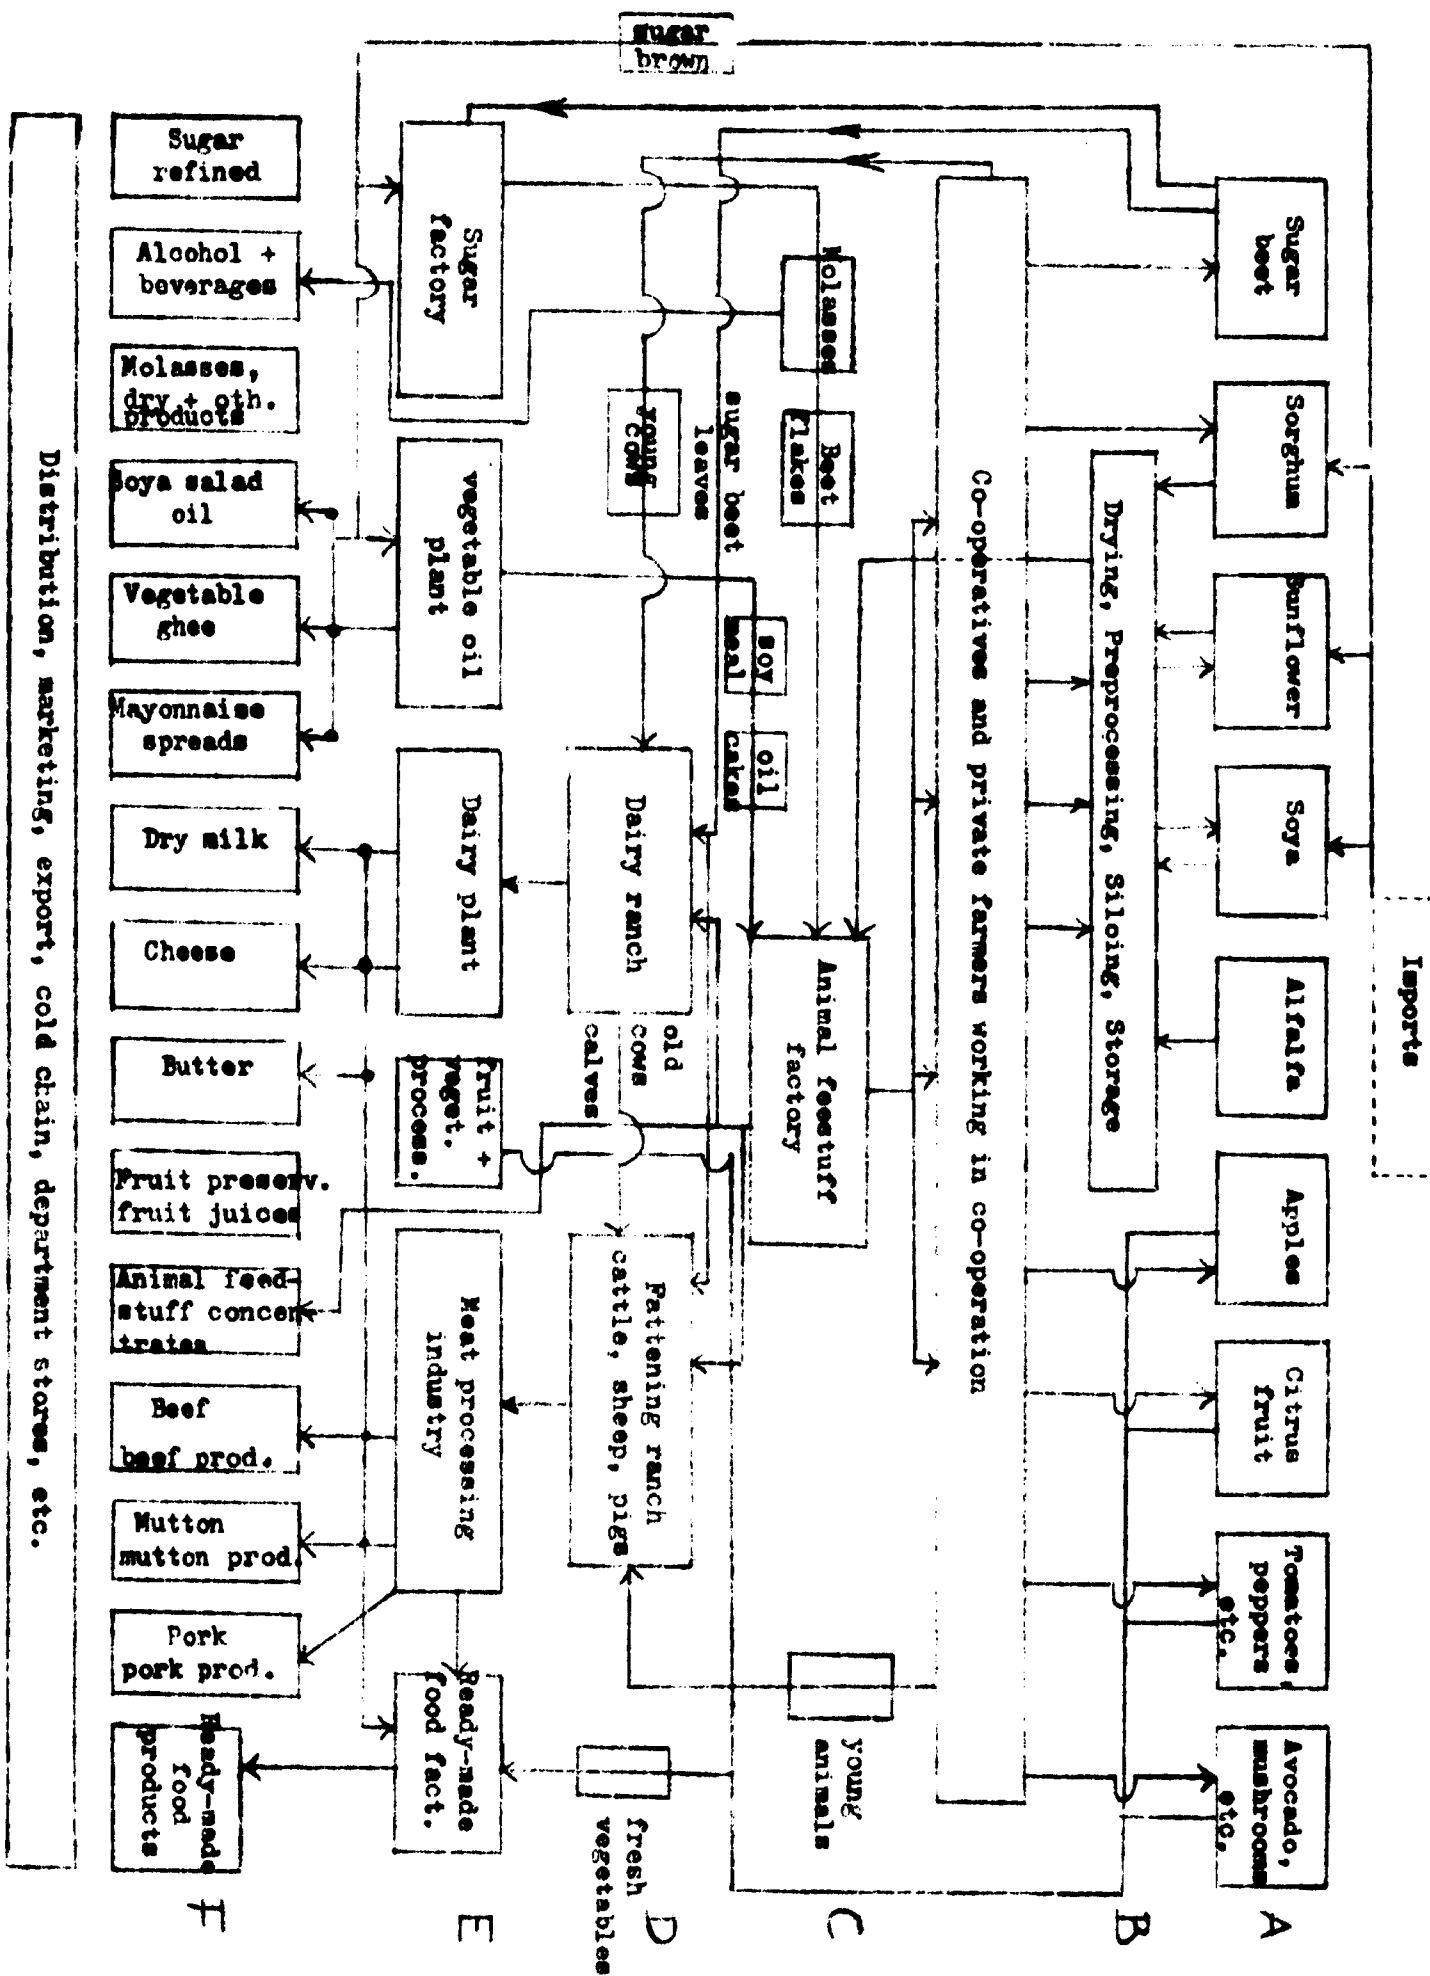 Imports
Sugar
beet
Sorghum
Sunflower
Soya
Alfalfa
Apples
Citrus
fruit
Tomatoes,
peppers
etc.
Avocado,
mushrooms
etc.
A
Drying, Preprocessing, Siloing, Storage
B
Co-operatives and private farmers working in co-operation
Molasses
Beet
flakes
soy
meal
oil
cakes
Animal feestuff
factory
young
animals
C
sugar
brown
sugar beet
leaves
young
cows
Dairy ranch
old
cows
calves
Fattening ranch
cattle, sheep, pigs
fresh
vegetables
D
Sugar
factory
vegetable oil
plant
Dairy plant
fruit +
veget.
process.
Meat processing
industry
Ready-made
food fact.
E
Sugar
refined
Alcohol +
beverages
Molasses,
dry + oth.
products
Soya salad
oil
Vegetable
ghee
Mayonnaise
spreads
Dry milk
Cheese
Butter
Fruit preserv.
fruit juices
Animal feed-
stuff concen
trates
Beef
beef prod.
Mutton
mutton prod.
Pork
pork prod.
Ready-made
food
products
F
Distribution, marketing, export, cold chain, department stores, etc.